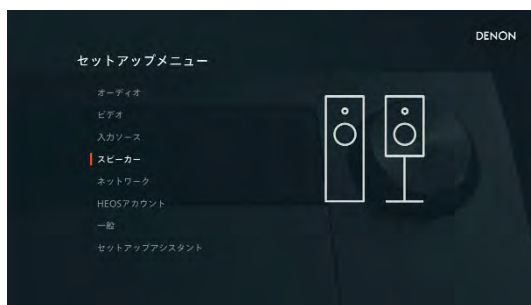 DENON
セットアップメニュー
オーディオ
ビデオ
入力ソース
スピーカー
ネットワーク
HEOSアカウント
一般
セットアップアシスタント